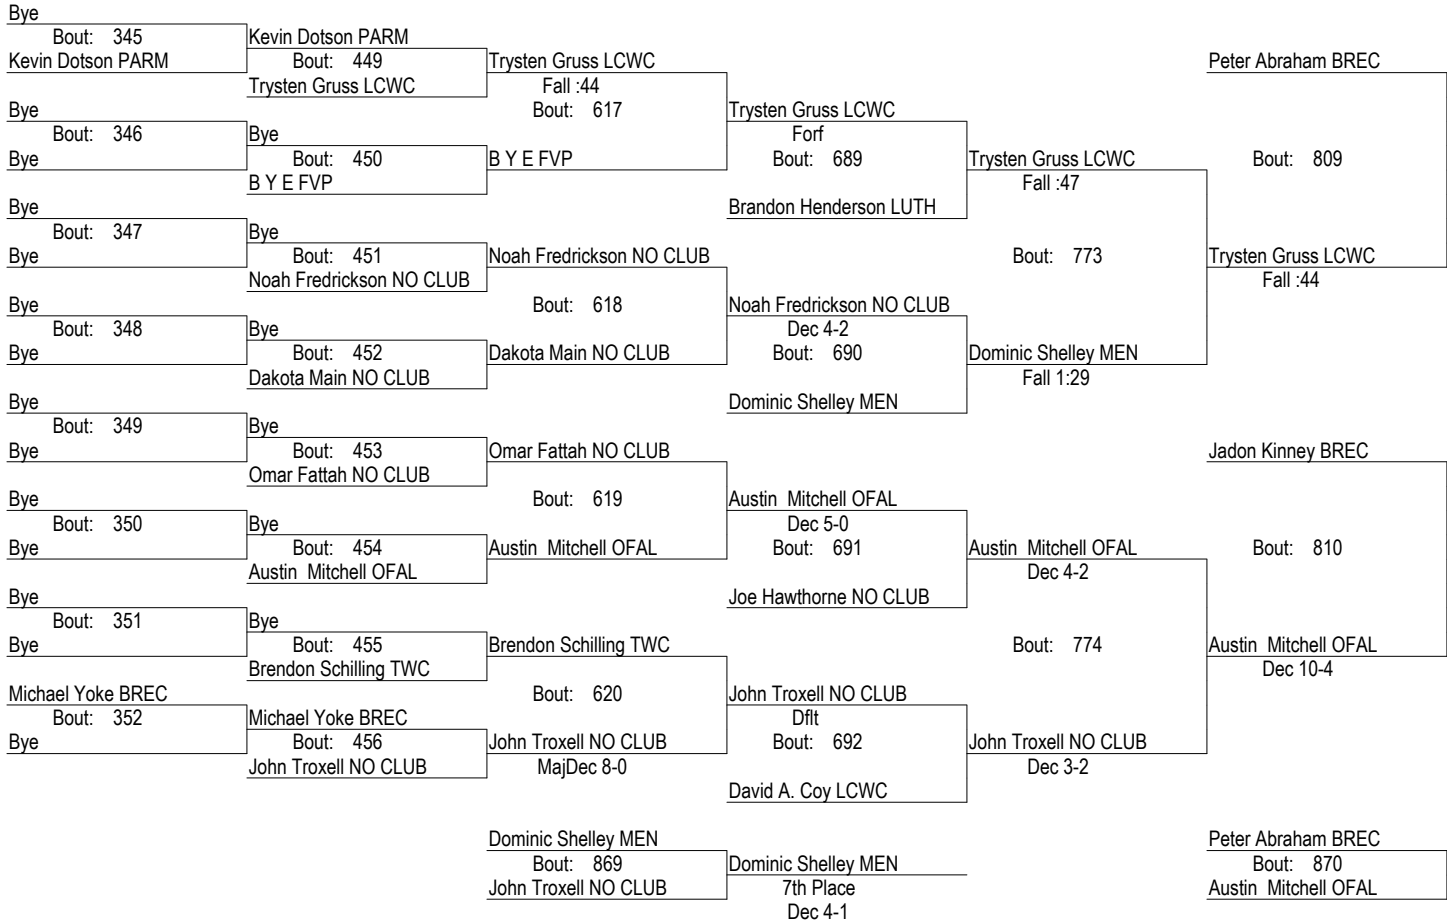 Bye
Bout: 345
Kevin Dotson PARM
Kevin Dotson PARM
Bout: 449
Trysten Gruss LCWC
Trysten Gruss LCWC
Fall :44
Peter Abraham BREC
Bye
Bout: 346
Bye
Bye
Bout: 450
B Y E FVP
Bout: 617
B Y E FVP
Trysten Gruss LCWC
Forf
Bout: 689
Brandon Henderson LUTH
Trysten Gruss LCWC
Fall :47
Bout: 809
Bye
Bout: 347
Bye
Bye
Bout: 451
Noah Fredrickson NO CLUB
Noah Fredrickson NO CLUB
Bout: 773
Trysten Gruss LCWC
Fall :44
Bye
Bout: 348
Bye
Bye
Bout: 452
Dakota Main NO CLUB
Bout: 618
Dakota Main NO CLUB
Noah Fredrickson NO CLUB
Dec 4-2
Bout: 690
Dominic Shelley MEN
Dominic Shelley MEN
Fall 1:29
Bye
Bout: 349
Bye
Bye
Bout: 453
Omar Fattah NO CLUB
Omar Fattah NO CLUB
Jadon Kinney BREC
Bye
Bout: 350
Bye
Bye
Bout: 454
Austin Mitchell OFAL
Bout: 619
Austin Mitchell OFAL
Austin Mitchell OFAL
Dec 5-0
Bout: 691
Joe Hawthorne NO CLUB
Austin Mitchell OFAL
Dec 4-2
Bout: 810
Bye
Bout: 351
Bye
Bye
Bout: 455
Brendon Schilling TWC
Brendon Schilling TWC
Bout: 774
Austin Mitchell OFAL
Dec 10-4
Michael Yoke BREC
Bout: 352
Bye
Michael Yoke BREC
Bout: 456
John Troxell NO CLUB
Bout: 620
John Troxell NO CLUB
MajDec 8-0
John Troxell NO CLUB
Dflt
Bout: 692
David A. Coy LCWC
John Troxell NO CLUB
Dec 3-2
Dominic Shelley MEN
Bout: 869
John Troxell NO CLUB
Dominic Shelley MEN
7th Place
Dec 4-1
Peter Abraham BREC
Bout: 870
Austin Mitchell OFAL